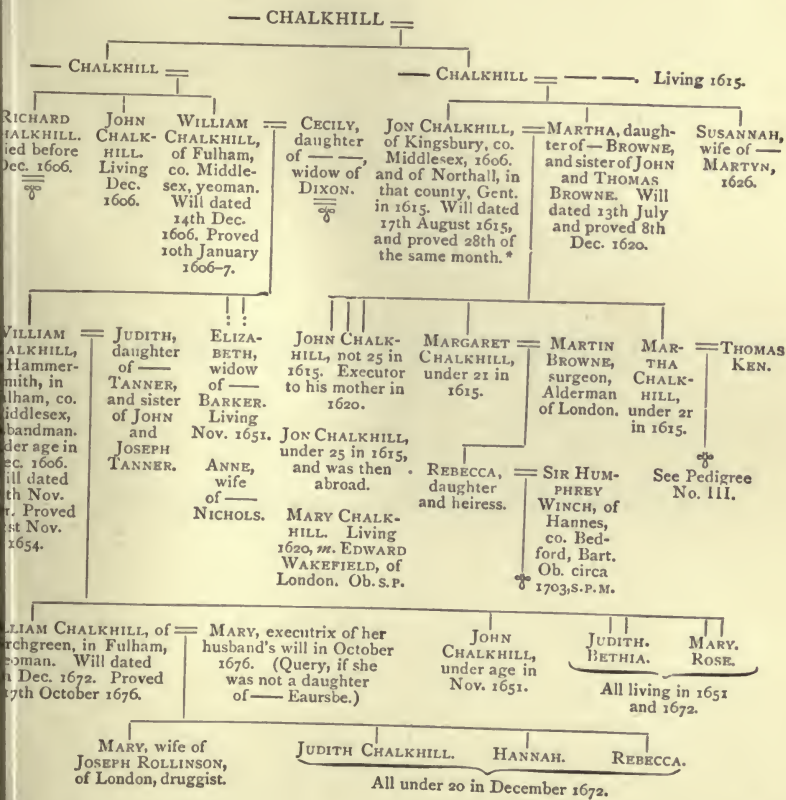 — CHALKHILL =
— CHALKHILL =
— CHALKHILL = — —. Living 1615.
RICHARD
HALKHILL.
ied before
Dec. 1606.
JOHN
CHALK-
HILL.
Living
Dec.
1606.
WILLIAM
CHALKHILL,
of Fulham,
co. Middle-
sex, yeoman.
Will dated
14th Dec.
1606. Proved
10th January
1606-7.
= CECILY,
daughter
of — —,
widow of
DIXON.
JON CHALKHILL,
of Kingsbury, co.
Middlesex, 1606.
and of Northall, in
that county, Gent.
in 1615. Will dated
17th August 1615,
and proved 28th of
the same month.*
= MARTHA, daugh-
ter of — BROWNE,
and sister of JOHN
and THOMAS
BROWNE. Will
dated 13th July
and proved 8th
Dec. 1620.
SUSANNAH,
wife of —
MARTYN,
1626.
WILLIAM
ALKHILL,
Hammer-
mith, in
lham, co.
iddlesex,
bandman.
der age in
ec. 1606.
ill dated
th Nov.
Proved
st Nov.
1654.
= JUDITH,
daughter
of —
TANNER,
and sister
of JOHN
and
JOSEPH
TANNER.
ELIZA-
BETH,
widow
of —
BARKER.
Living
Nov. 1651.
ANNE,
wife
of —
NICHOLS.
JOHN CHALK-
HILL, not 25 in
1615. Executor
to his mother in
1620.
JON CHALKHILL,
under 25 in 1615,
and was then
abroad.
MARY CHALK-
HILL. Living
1620, m. EDWARD
WAKEFIELD, of
London. Ob. s.p.
MARGARET
CHALKHILL,
under 21 in
1615.
= MARTIN
BROWNE,
surgeon,
Alderman
of London.
MAR-
THA
CHALK-
HILL,
under 21
in 1615.
= THOMAS
KEN.
See Pedigree
No. III.
REBECCA,
daughter
and heiress.
= SIR HUM-
PHREY
WINCH, of
Hannes,
co. Bed-
ford, Bart.
Ob. circa
1703, S.P.M.
LLIAM CHALKHILL, of
rchgreen, in Fulham,
oman. Will dated
Dec. 1672. Proved
7th October 1676.
= MARY, executrix of her
husband's will in October
1676. (Query, if she
was not a daughter
of — Eaursbe.)
JOHN
CHALKHILL,
under age in
Nov. 1651.
JUDITH.
BETHIA.
MARY.
ROSE.
All living in 1651
and 1672.
MARY, wife of
JOSEPH ROLLINSON,
of London, druggist.
JUDITH CHALKHILL. HANNAH. REBECCA.
All under 20 in December 1672.